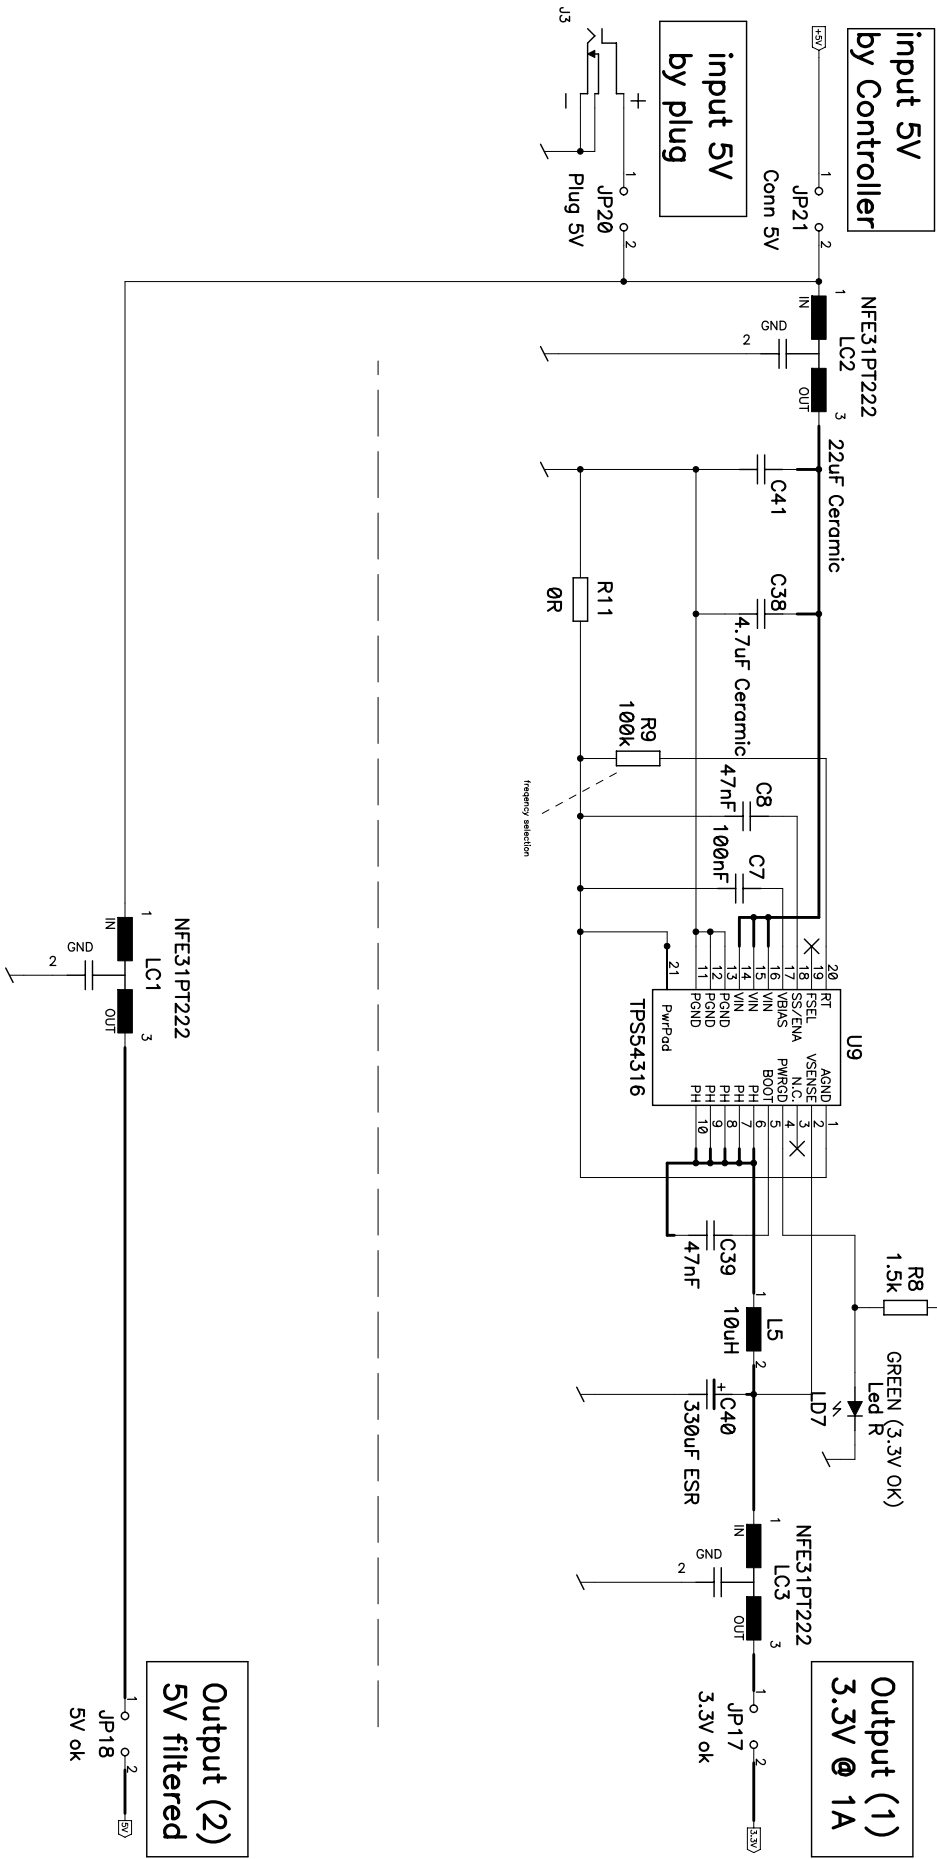 input 5V
by Controller
+5V
1
JP21
2
Conn 5V
input 5V
by plug
J3
+
-
1
JP20
2
Plug 5V
NFE31PT222
LC2
1
IN
GND
2
OUT
3
22uF Ceramic
C41
C38
4.7uF Ceramic
R11
0R
R9
100k
freqency selection
C8
47nF
C7
100nF
U9
TPS54316
20
RT
19
FSEL
18
SS/ENA
17
VBIAS
16
VIN
15
VIN
14
VIN
13
PGND
12
PGND
11
PGND
21
PwrPad
AGND
1
VSENSE
2
N.C.
3
PWRGD
4
BOOT
5
PH
6
PH
7
PH
8
PH
9
PH
10
C39
47nF
R8
1.5k
GREEN (3.3V OK)
Led R
LD7
1
L5
10uH
2
+
C40
330uF ESR
NFE31PT222
LC3
1
IN
GND
2
OUT
3
Output (1)
3.3V @ 1A
1
JP17
2
3.3V ok
3.3V
NFE31PT222
LC1
1
IN
GND
2
OUT
3
Output (2)
5V filtered
1
JP18
2
5V ok
5V